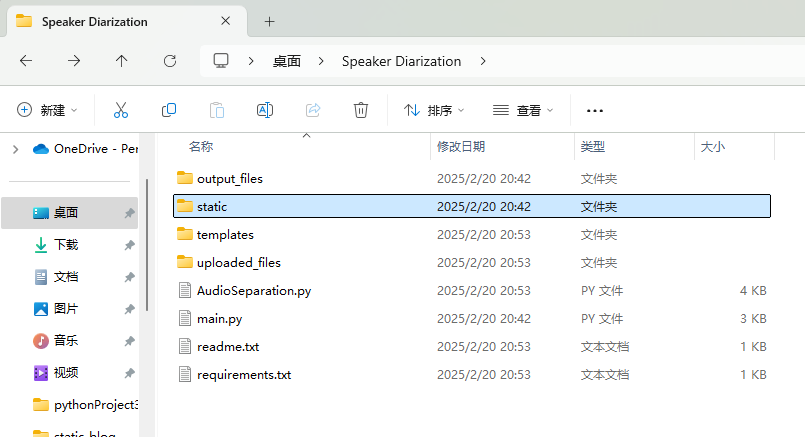 Speaker Diarization
桌面 Speaker Diarization
新建 排序 查看
OneDrive - Per
桌面
下载
文档
图片
音乐
视频
pythonProject3
static_blog
名称 修改日期 类型 大小
output_files 2025/2/20 20:42 文件夹
static 2025/2/20 20:42 文件夹
templates 2025/2/20 20:53 文件夹
uploaded_files 2025/2/20 20:53 文件夹
AudioSeparation.py 2025/2/20 20:53 PY 文件 4 KB
main.py 2025/2/20 20:42 PY 文件 3 KB
readme.txt 2025/2/20 20:53 文本文档 1 KB
requirements.txt 2025/2/20 20:53 文本文档 1 KB